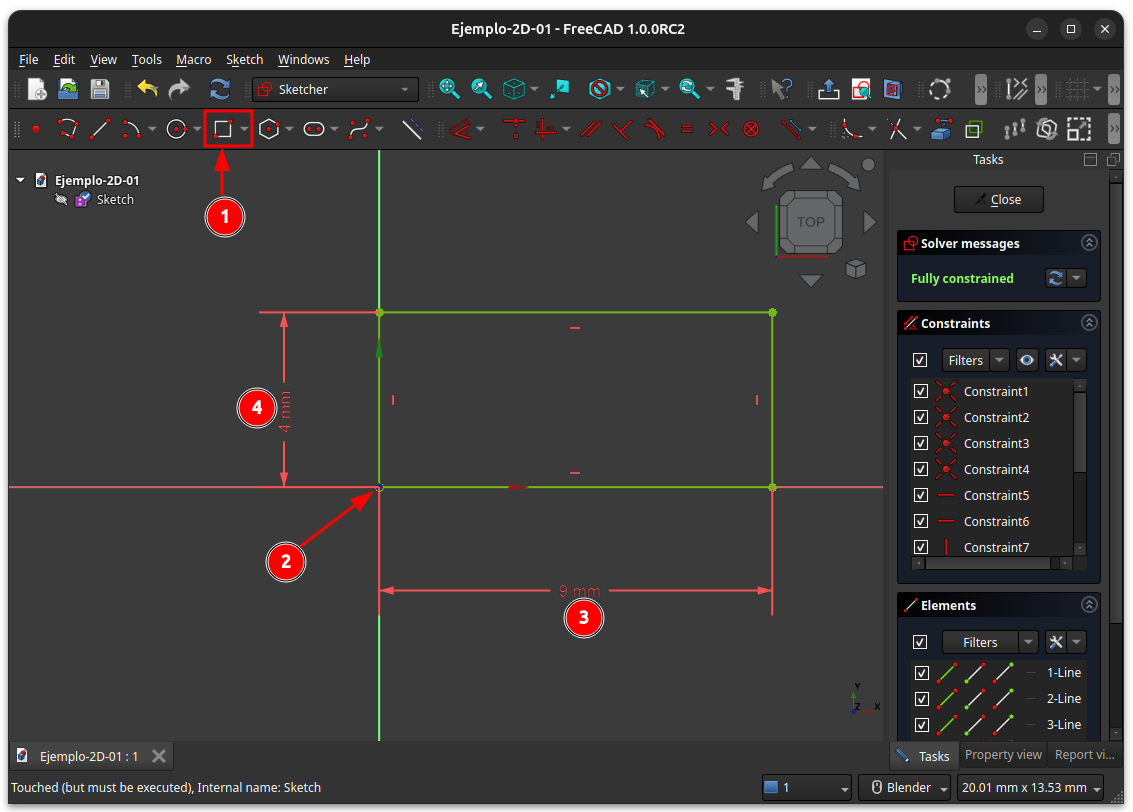 Ejemplo-2D-01 - FreeCAD 1.0.0RC2
File Edit View Tools Macro Sketch Windows Help
Sketcher
1
Ejemplo-2D-01
Sketch
TOP
4
4 mm
2
9 mm
3
Y
Z X
Tasks
Close
Solver messages
Fully constrained
Constraints
Filters
Constraint1
Constraint2
Constraint3
Constraint4
Constraint5
Constraint6
Constraint7
Elements
Filters
1-Line
2-Line
3-Line
Ejemplo-2D-01 : 1
Tasks Property view Report vi...
Touched (but must be executed), Internal name: Sketch
1 Blender 20.01 mm x 13.53 mm